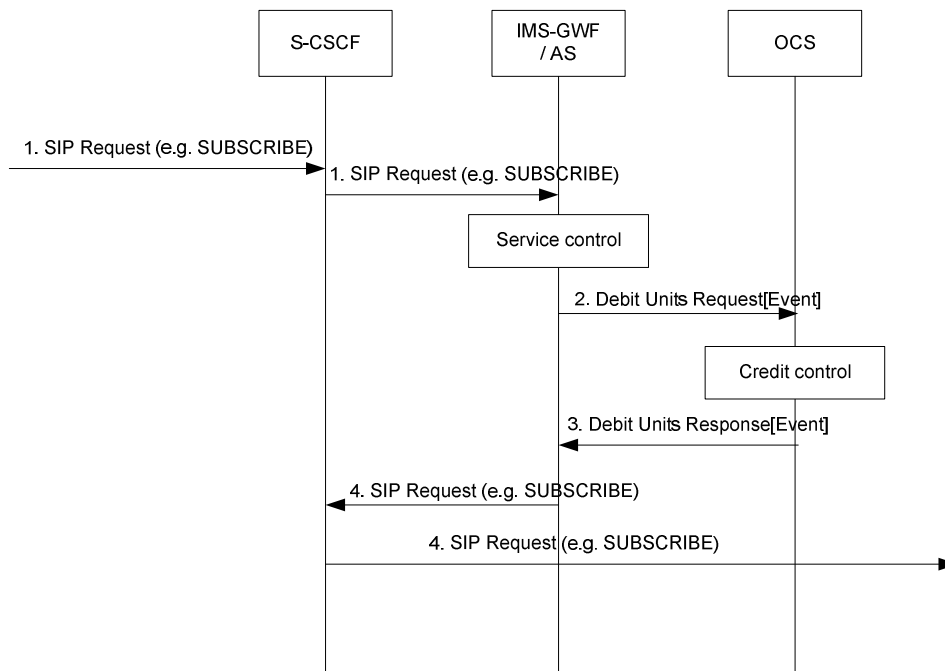 S-CSCF
IMS-GWF
/ AS
OCS
1. SIP Request (e.g. SUBSCRIBE)
1. SIP Request (e.g. SUBSCRIBE)
Service control
2. Debit Units Request[Event]
Credit control
3. Debit Units Response[Event]
4. SIP Request (e.g. SUBSCRIBE)
4. SIP Request (e.g. SUBSCRIBE)